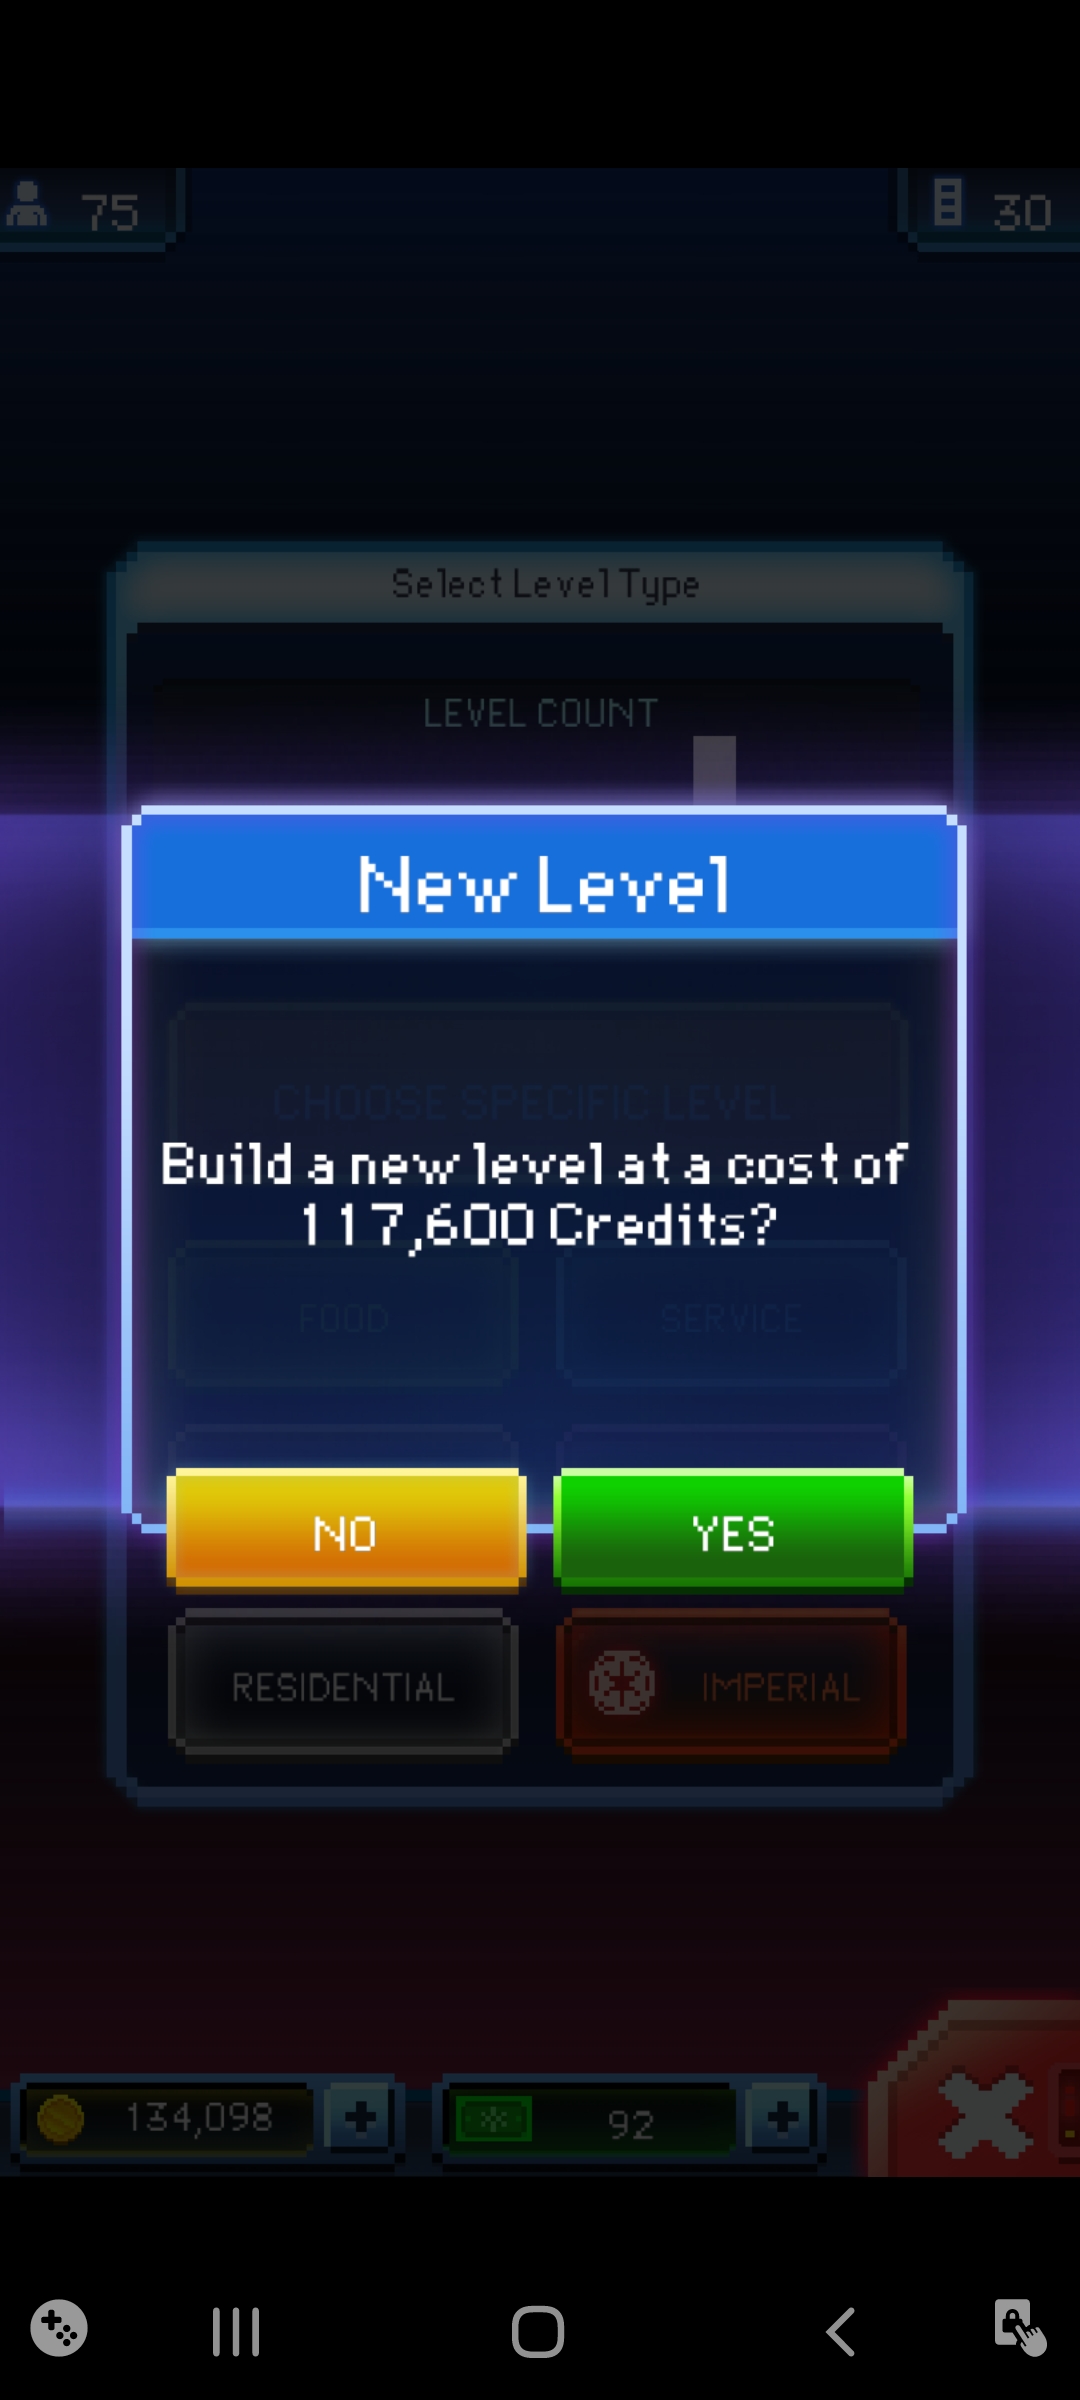 75
30
Select Level Type
LEVEL COUNT
New Level
CHOOSE SPECIFIC LEVEL
Build a new level at a cost of
117,600 Credits?
FOOD
SERVICE
NO
YES
RESIDENTIAL
IMPERIAL
134,098
92